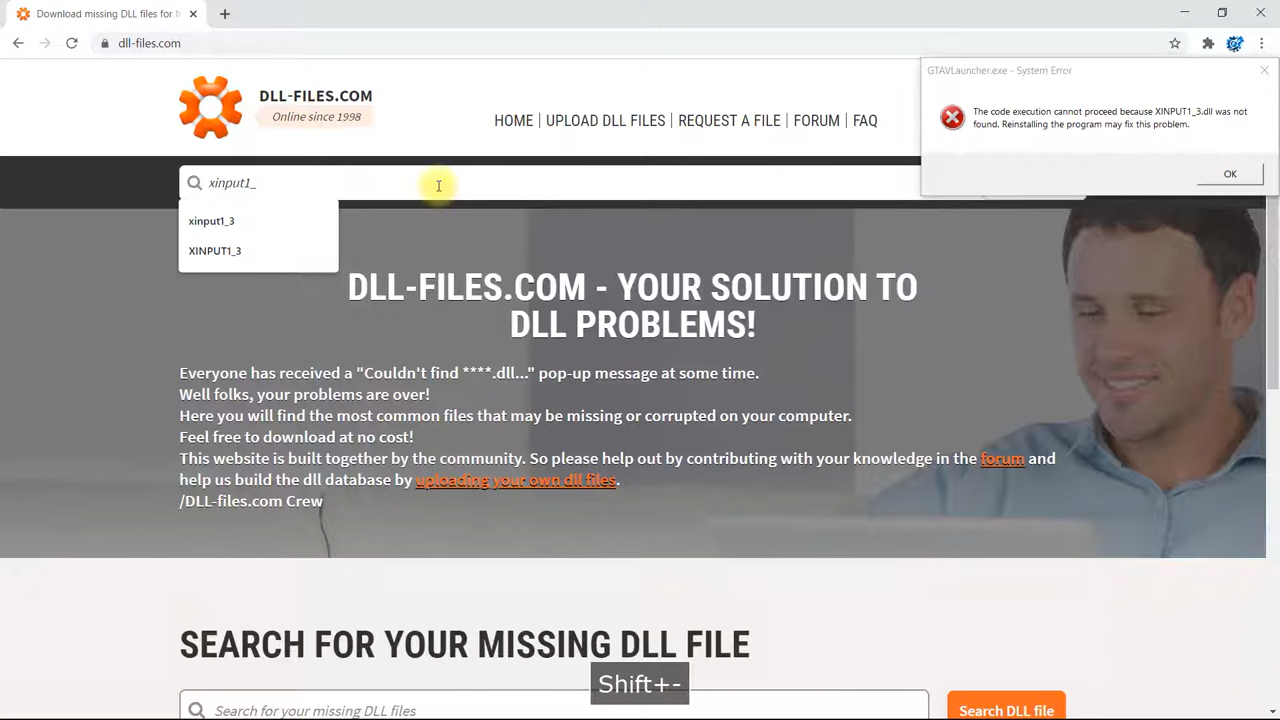 Download missing DLL files for f
dll-files.com
GTAVLauncher.exe - System Error
The code execution cannot proceed because XINPUT1_3.dll was not
found. Reinstalling the program may fix this problem.
OK
DLL-FILES.COM
Online since 1998
HOME | UPLOAD DLL FILES | REQUEST A FILE | FORUM | FAQ
xinput1_
xinput1_3
XINPUT1_3
DLL-FILES.COM - YOUR SOLUTION TO
DLL PROBLEMS!
Everyone has received a "Couldn't find ****.dll..." pop-up message at some time.
Well folks, your problems are over!
Here you will find the most common files that may be missing or corrupted on your computer.
Feel free to download at no cost!
This website is built together by the community. So please help out by contributing with your knowledge in the forum and
help us build the dll database by uploading your own dll files.
/DLL-files.com Crew
SEARCH FOR YOUR MISSING DLL FILE
Shift+-
Search for your missing DLL files
Search DLL file